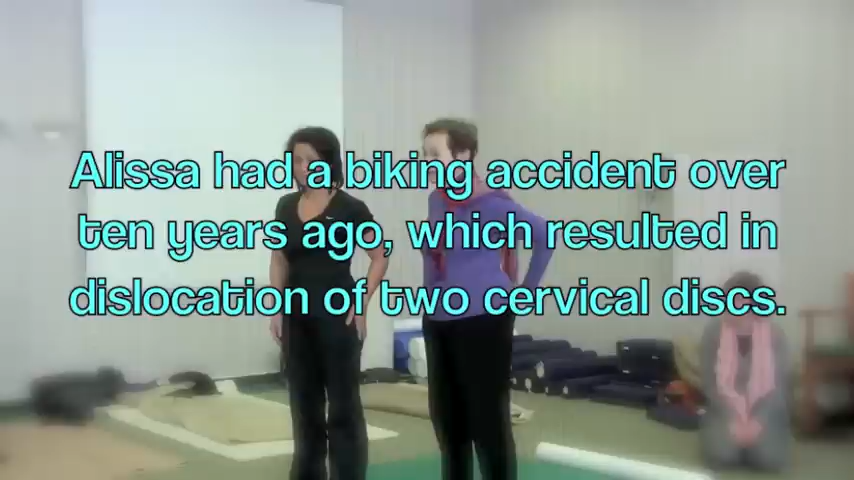 Alissa had a biking accident over
ten years ago, which resulted in
dislocation of two cervical discs.